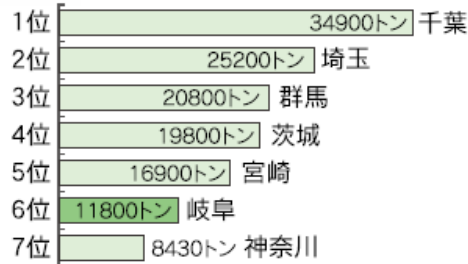 1位 34900トン 千葉
2位 25200トン 埼玉
3位 20800トン 群馬
4位 19800トン 茨城
5位 16900トン 宮崎
6位 11800トン 岐阜
7位 8430トン 神奈川